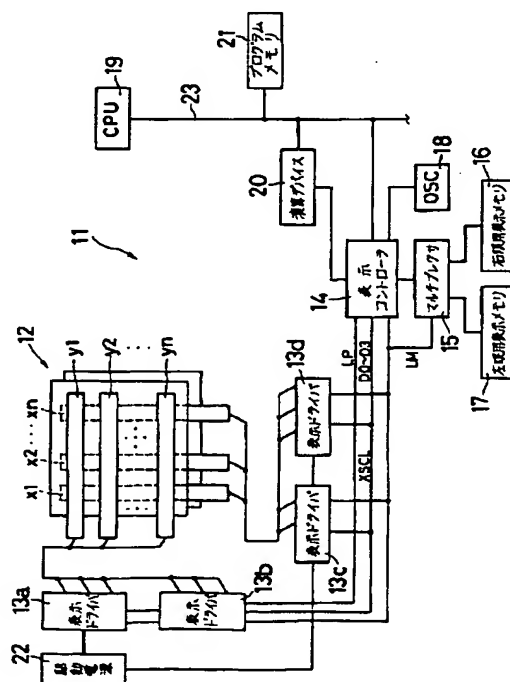 11
12
x1 x2 ... xn
y1
y2
yn
13a
表示
ドライバ
13b
表示
ドライバ
22
駆動電源
13c
表示ドライバ
13d
表示ドライバ
LP
D0~D3
LM
XSCL
14
表示
コントローラ
15
マルチプレクサ
16
右眼用表示メモリ
17
左眼用表示メモリ
OSC
18
CPU
19
20
演算デバイス
21
プログラム
メモリ
23